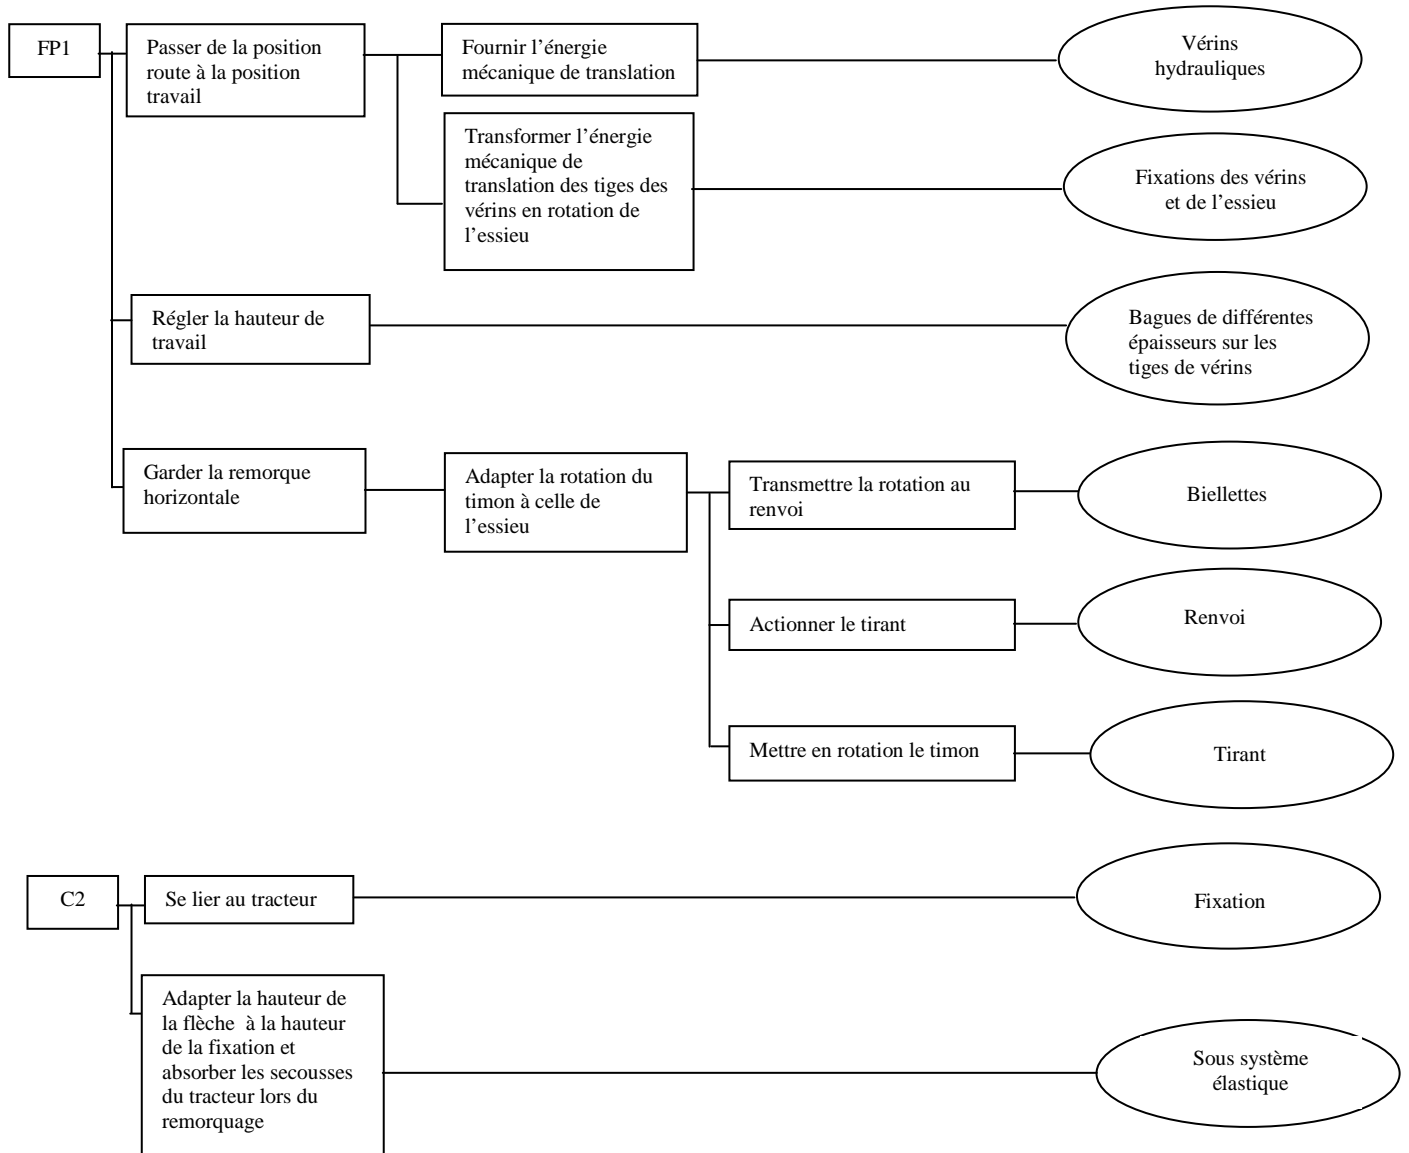 FP1
Passer de la position
route à la position
travail
Fournir l’énergie
mécanique de translation
Vérins
hydrauliques
Transformer l’énergie
mécanique de
translation des tiges des
vérins en rotation de
l’essieu
Fixations des vérins
et de l’essieu
Régler la hauteur de
travail
Bagues de différentes
épaisseurs sur les
tiges de vérins
Garder la remorque
horizontale
Adapter la rotation du
timon à celle de
l’essieu
Transmettre la rotation au
renvoi
Biellettes
Actionner le tirant
Renvoi
Mettre en rotation le timon
Tirant
C2
Se lier au tracteur
Fixation
Adapter la hauteur de
la flèche à la hauteur
de la fixation et
absorber les secousses
du tracteur lors du
remorquage
Sous système
élastique